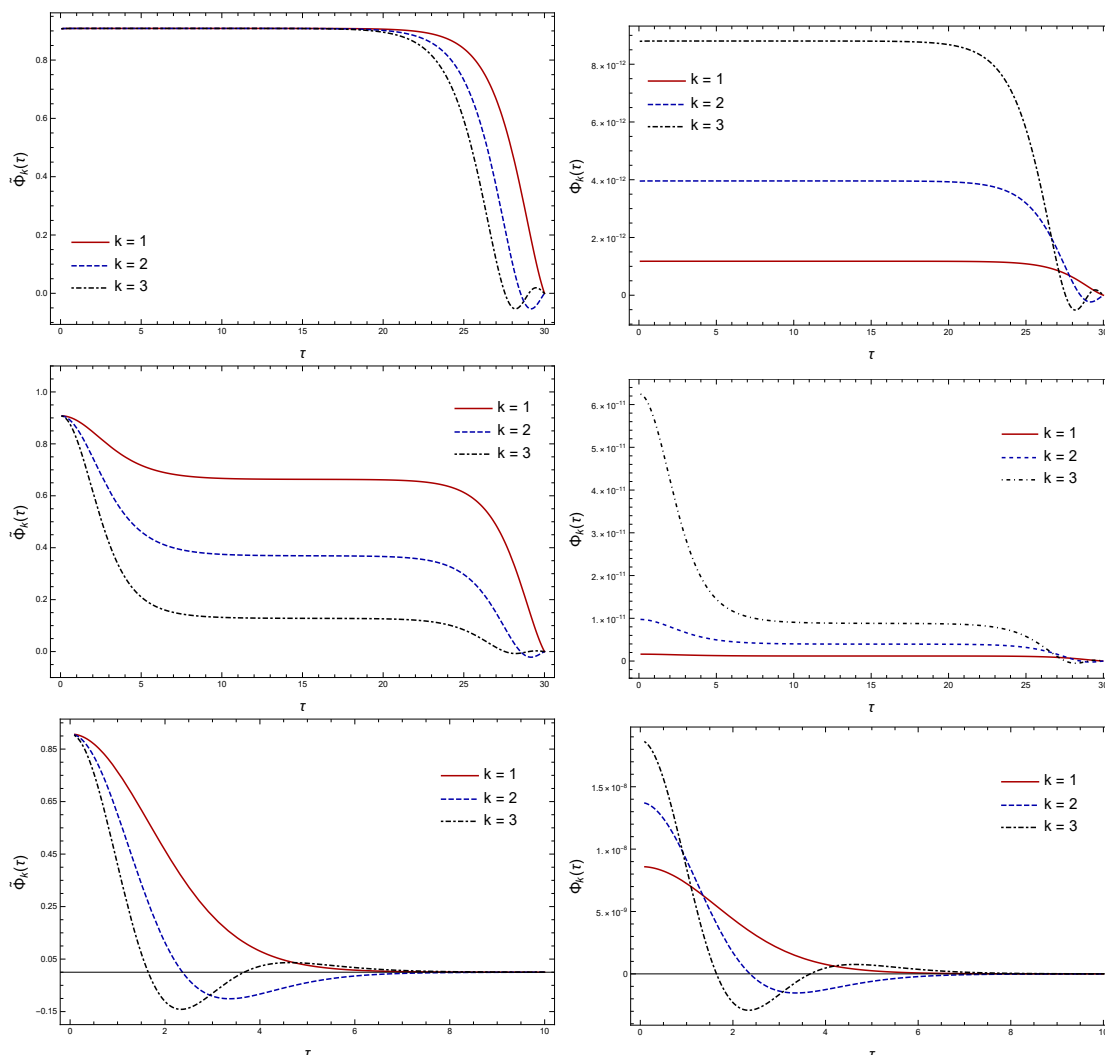 0.8
0.6
0.4
0.2
0.0
Φ̃ₖ(τ)
k = 1
k = 2
k = 3
0 5 10 15 20 25 30
τ
8.×10⁻¹²
6.×10⁻¹²
4.×10⁻¹²
2.×10⁻¹²
0
Φₖ(τ)
k = 1
k = 2
k = 3
0 5 10 15 20 25 30
τ
1.0
0.8
0.6
0.4
0.2
0.0
Φ̃ₖ(τ)
k = 1
k = 2
k = 3
0 5 10 15 20 25 30
τ
6.×10⁻¹¹
5.×10⁻¹¹
4.×10⁻¹¹
3.×10⁻¹¹
2.×10⁻¹¹
1.×10⁻¹¹
0
Φₖ(τ)
k = 1
k = 2
k = 3
0 5 10 15 20 25 30
τ
0.85
0.65
0.45
0.25
0.05
-0.15
Φ̃ₖ(τ)
k = 1
k = 2
k = 3
0 2 4 6 8 10
τ
1.5×10⁻⁸
1.×10⁻⁸
5.×10⁻⁹
0
Φₖ(τ)
k = 1
k = 2
k = 3
0 2 4 6 8 10
τ